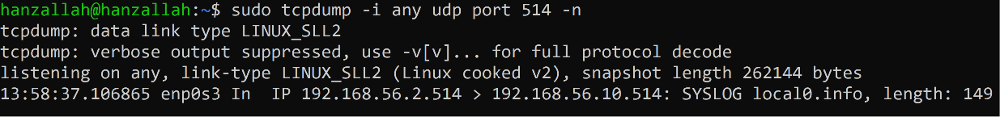 hanzallah@hanzallah:~$ sudo tcpdump -i any udp port 514 -n
tcpdump: data link type LINUX_SLL2
tcpdump: verbose output suppressed, use -v[v]... for full protocol decode
listening on any, link-type LINUX_SLL2 (Linux cooked v2), snapshot length 262144 bytes
13:58:37.106865 enp0s3 In  IP 192.168.56.2.514 > 192.168.56.10.514: SYSLOG local0.info, length: 149